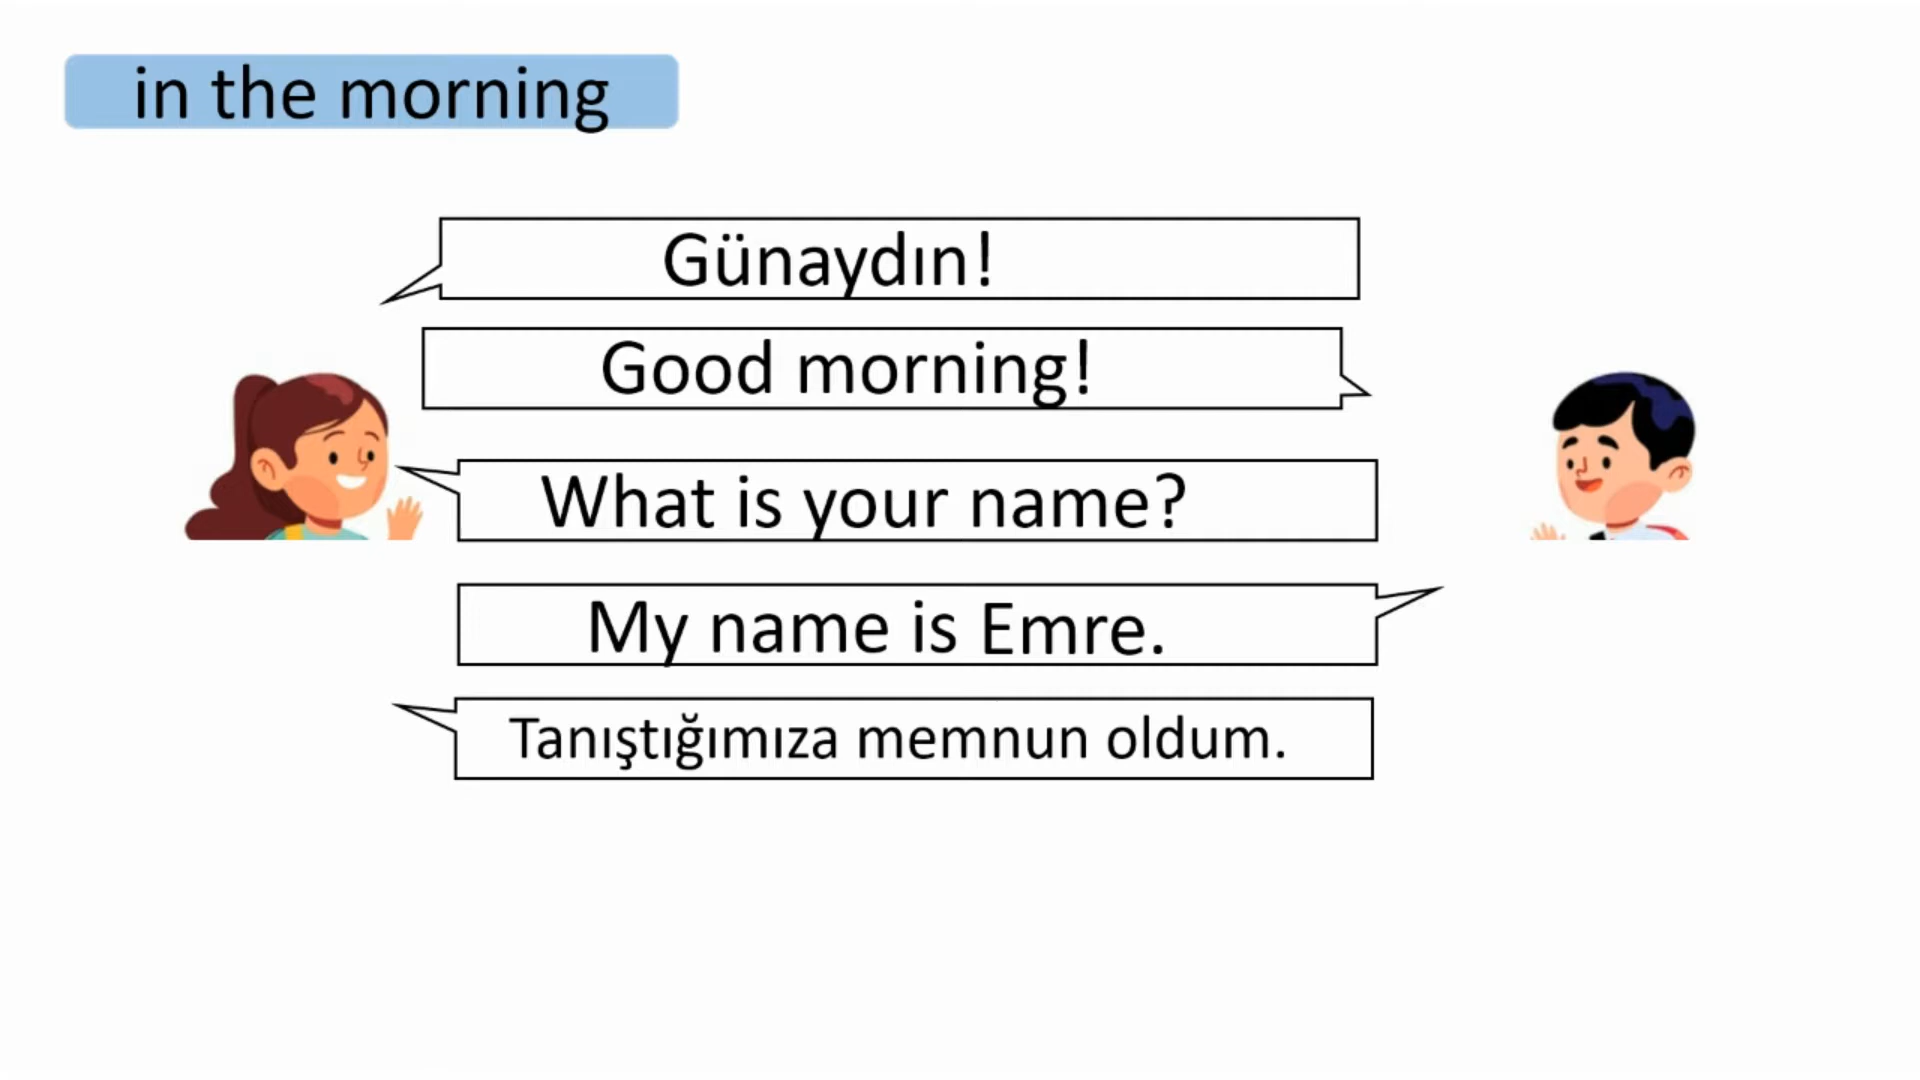 in the morning
Günaydın!
Good morning!
What is your name?
My name is Emre.
Tanıştığımıza memnun oldum.